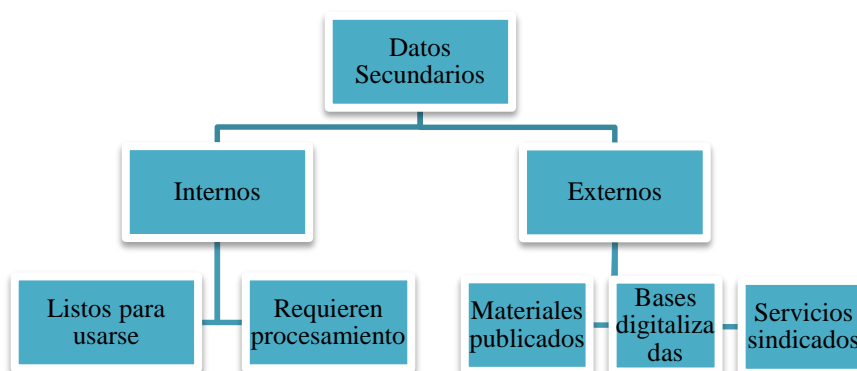 Datos
Secundarios
Internos
Externos
Listos para
usarse
Requieren
procesamiento
Materiales
publicados
Bases
digitaliza
das
Servicios
sindicados